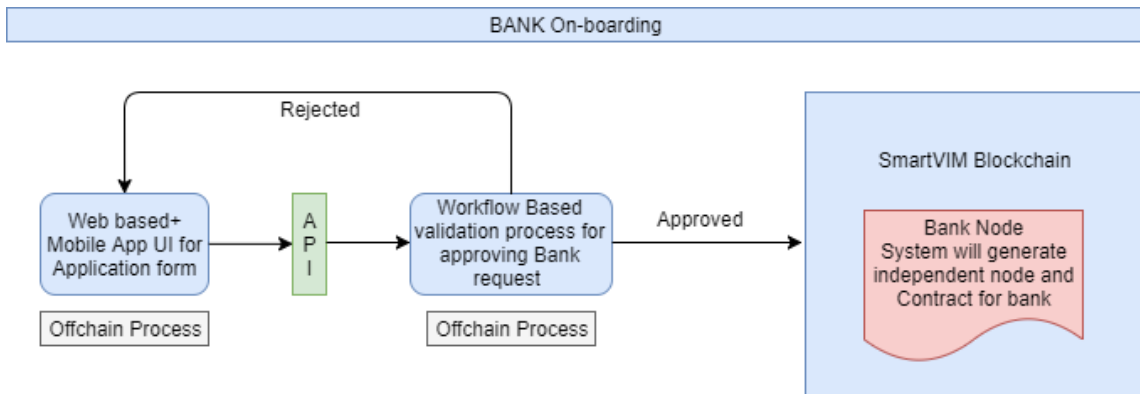 BANK On-boarding
Rejected
Web based+
Mobile App UI for
Application form
A
P
I
Workflow Based
validation process for
approving Bank
request
Approved
SmartVIM Blockchain
Bank Node
System will generate
independent node and
Contract for bank
Offchain Process
Offchain Process